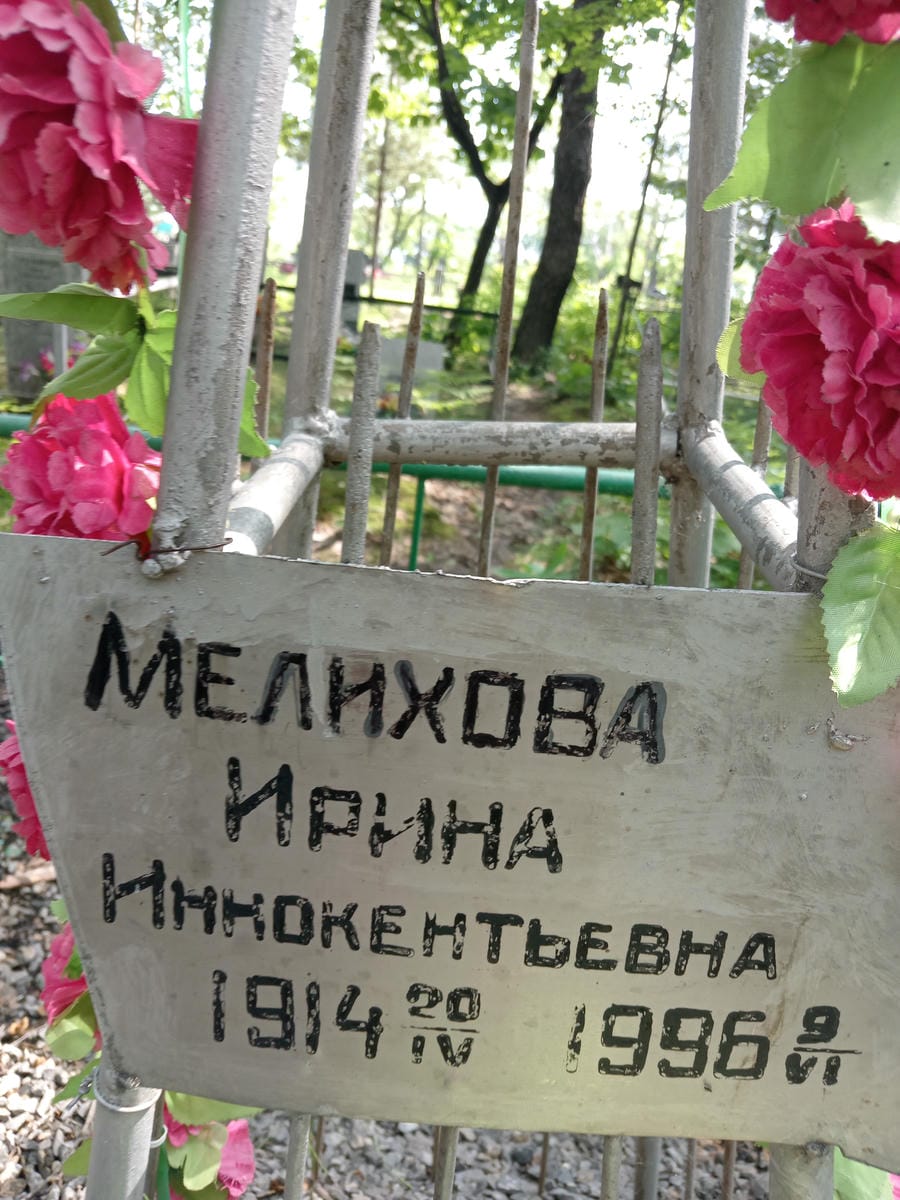 Мелихова
Ирина
Иннокентьевна
1914 20/IV 1996 9/VI